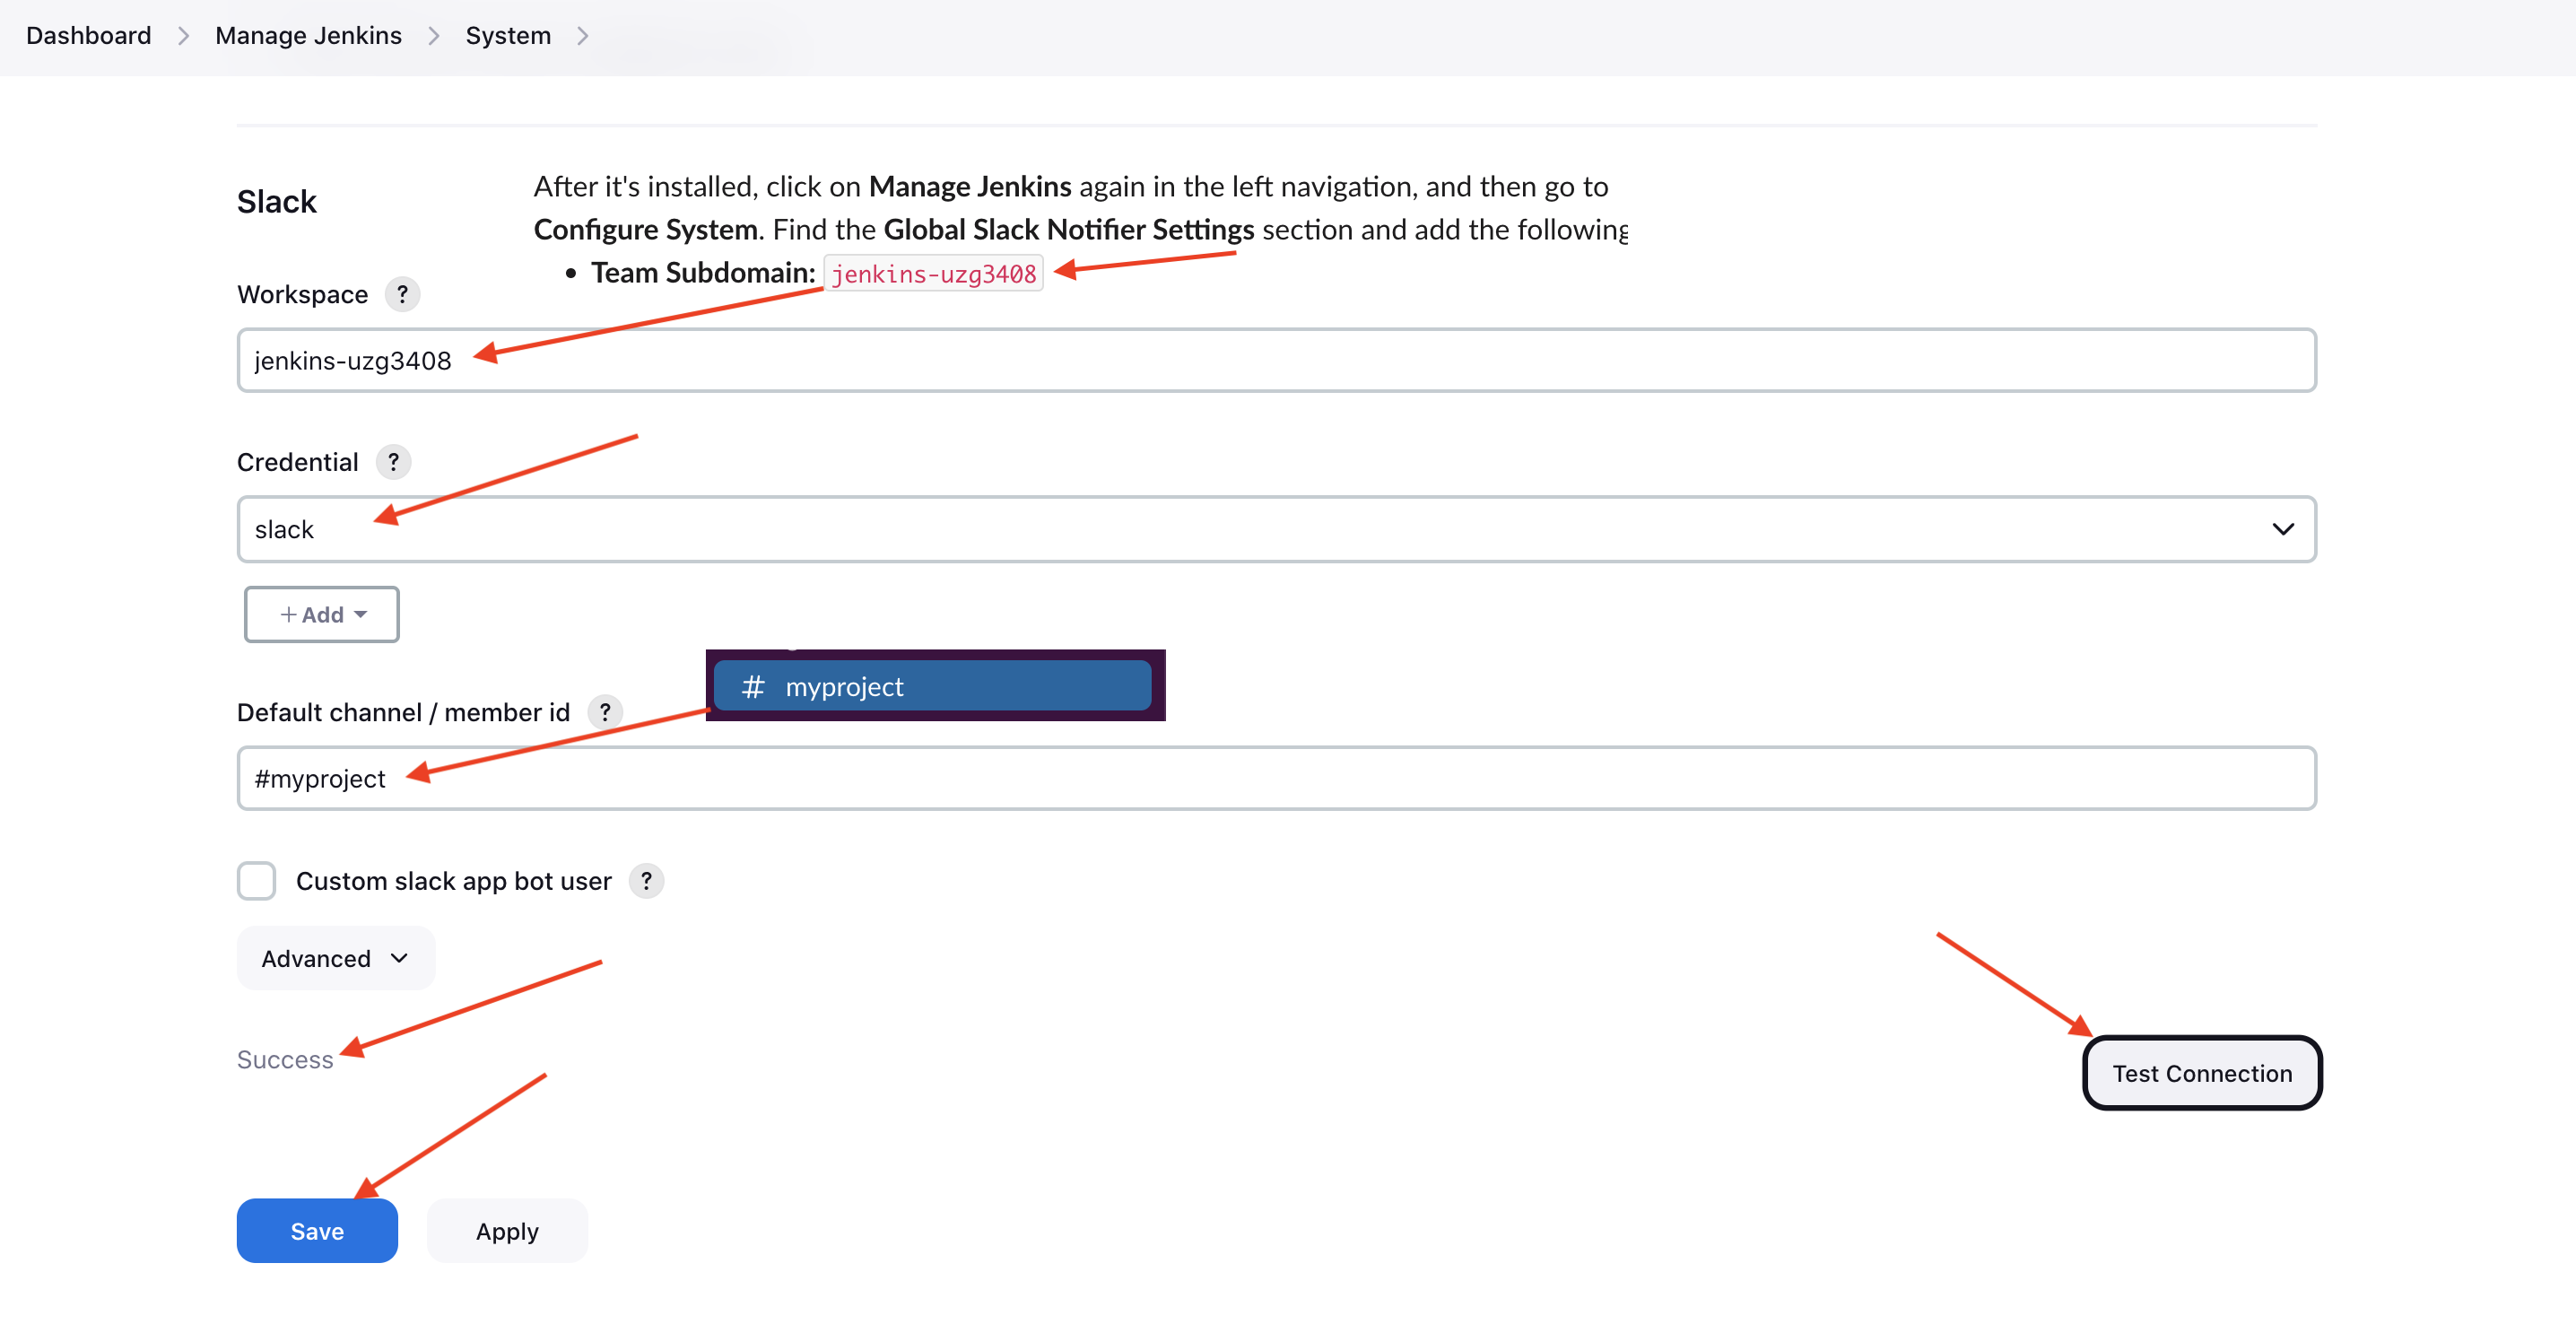 Dashboard > Manage Jenkins > System >
Slack
After it's installed, click on Manage Jenkins again in the left navigation, and then go to
Configure System. Find the Global Slack Notifier Settings section and add the following
• Team Subdomain: jenkins-uzg3408
Workspace ?
jenkins-uzg3408
Credential ?
slack
+ Add
# myproject
Default channel / member id ?
#myproject
Custom slack app bot user ?
Advanced
Success
Test Connection
Save
Apply